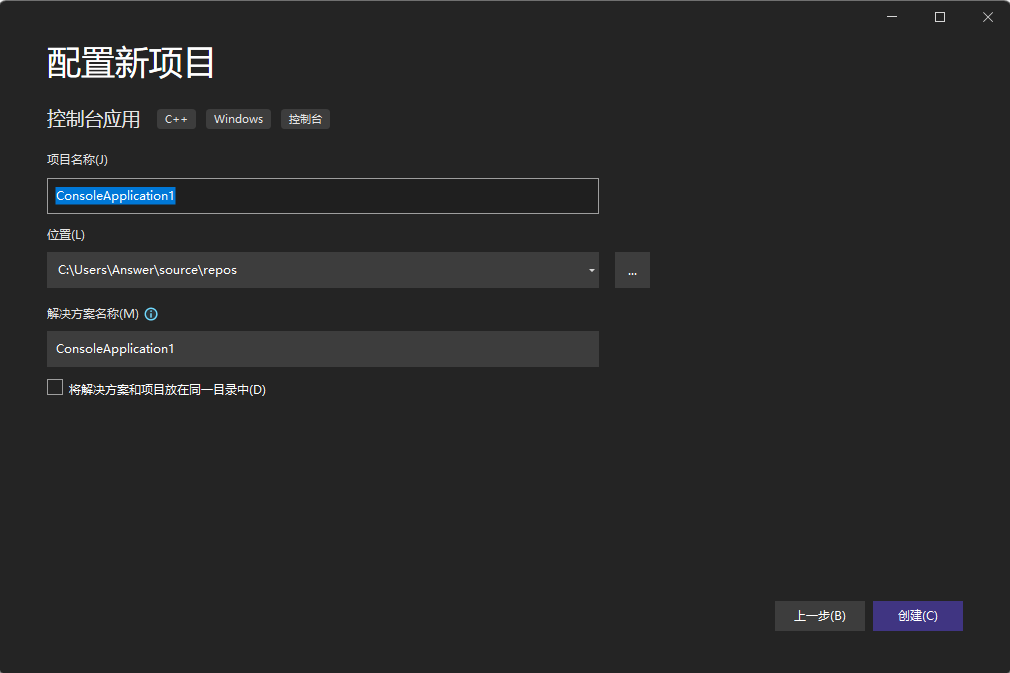 配置新项目
控制台应用 C++ Windows 控制台
项目名称(J)
ConsoleApplication1
位置(L)
C:\Users\Answer\source\repos ...
解决方案名称(M)
ConsoleApplication1
将解决方案和项目放在同一目录中(D)
上一步(B) 创建(C)